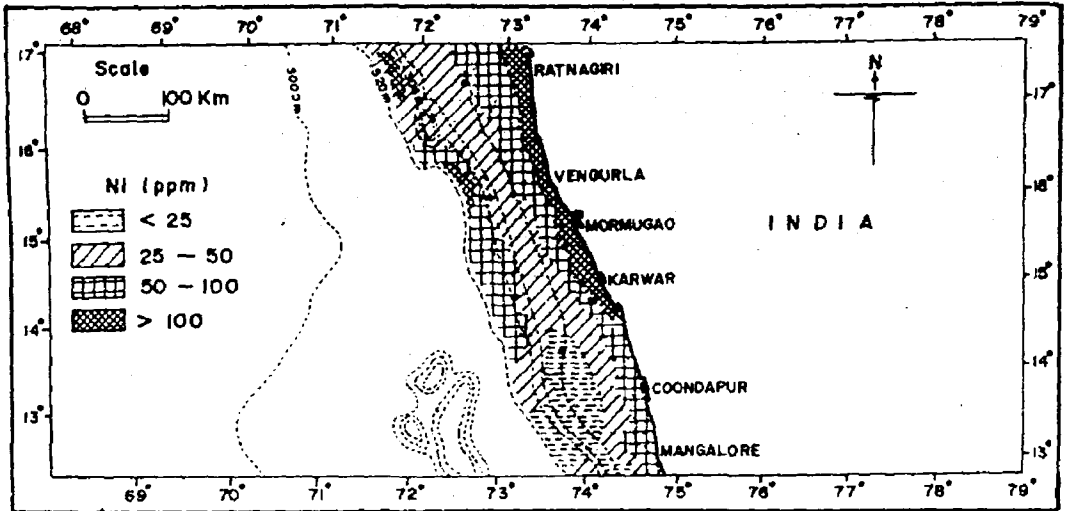 68° 69° 70° 71° 72° 73° 74° 75° 76° 77° 78° 79°
17°
16°
15°
14°
13°
Scale
0 100 Km
Ni (ppm)
< 25
25 – 50
50 – 100
> 100
RATNAGIRI
VENGURLA
MORMUGAO
KARWAR
COONDAPUR
MANGALORE
INDIA
N
17°
16°
15°
14°
13°
69° 70° 71° 72° 73° 74° 75° 76° 77° 78° 79°